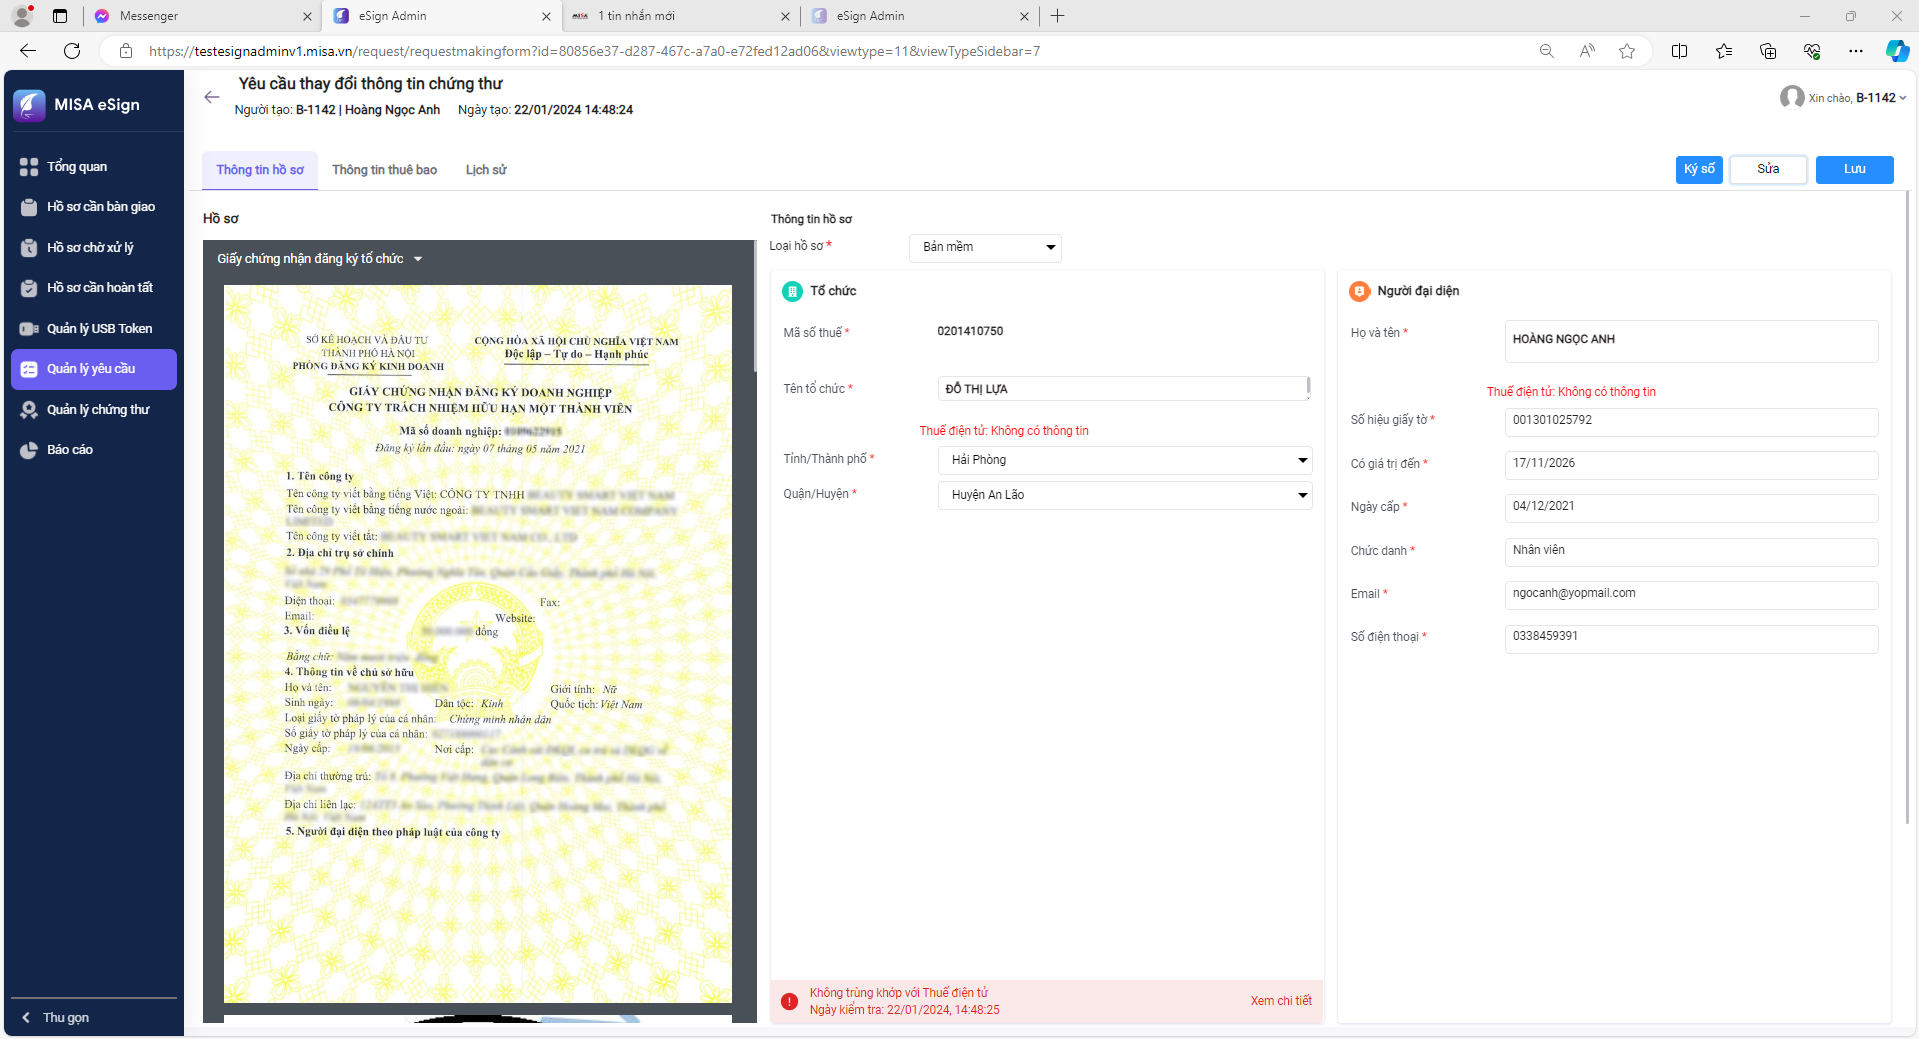 Messenger
eSign Admin
1 tin nhắn mới
eSign Admin
https://testesignadminv1.misa.vn/request/requestmakingform?id=80856e37-d287-467c-a7a0-e72fed12ad06&viewtype=11&viewTypeSidebar=7
MISA eSign
Tổng quan
Hồ sơ cần bàn giao
Hồ sơ chờ xử lý
Hồ sơ cần hoàn tất
Quản lý USB Token
Quản lý yêu cầu
Quản lý chứng thư
Báo cáo
Thu gọn
Yêu cầu thay đổi thông tin chứng thư
Người tạo: B-1142 | Hoàng Ngọc Anh Ngày tạo: 22/01/2024 14:48:24
Xin chào, B-1142
Thông tin hồ sơ
Thông tin thuê bao
Lịch sử
Ký số
Sửa
Lưu
Hồ sơ
Giấy chứng nhận đăng ký tổ chức
SỞ KẾ HOẠCH VÀ ĐẦU TƯ
THÀNH PHỐ HÀ NỘI
PHÒNG ĐĂNG KÝ KINH DOANH
CỘNG HÒA XÃ HỘI CHỦ NGHĨA VIỆT NAM
Độc lập – Tự do – Hạnh phúc
GIẤY CHỨNG NHẬN ĐĂNG KÝ DOANH NGHIỆP
CÔNG TY TRÁCH NHIỆM HỮU HẠN MỘT THÀNH VIÊN
Mã số doanh nghiệp:
Đăng ký lần đầu: ngày 07 tháng 05 năm 2021
1. Tên công ty
Tên công ty viết bằng tiếng Việt: CÔNG TY TNHH
Tên công ty viết bằng tiếng nước ngoài:
Tên công ty viết tắt:
2. Địa chỉ trụ sở chính
Điện thoại: Fax:
Email: Website:
3. Vốn điều lệ đồng
Bằng chữ:
4. Thông tin về chủ sở hữu
Họ và tên: Giới tính: Nữ
Sinh ngày: Dân tộc: Kinh Quốc tịch: Việt Nam
Loại giấy tờ pháp lý của cá nhân: Chứng minh nhân dân
Số giấy tờ pháp lý của cá nhân:
Ngày cấp: Nơi cấp:
Địa chỉ thường trú:
Địa chỉ liên lạc:
5. Người đại diện theo pháp luật của công ty
Thông tin hồ sơ
Loại hồ sơ * Bản mềm
Tổ chức
Mã số thuế * 0201410750
Tên tổ chức * ĐỖ THỊ LỰA
Thuế điện tử: Không có thông tin
Tỉnh/Thành phố * Hải Phòng
Quận/Huyện * Huyện An Lão
Không trùng khớp với Thuế điện tử
Ngày kiểm tra: 22/01/2024, 14:48:25
Xem chi tiết
Người đại diện
Họ và tên * HOÀNG NGỌC ANH
Thuế điện tử: Không có thông tin
Số hiệu giấy tờ * 001301025792
Có giá trị đến * 17/11/2026
Ngày cấp * 04/12/2021
Chức danh * Nhân viên
Email * ngocanh@yopmail.com
Số điện thoại * 0338459391